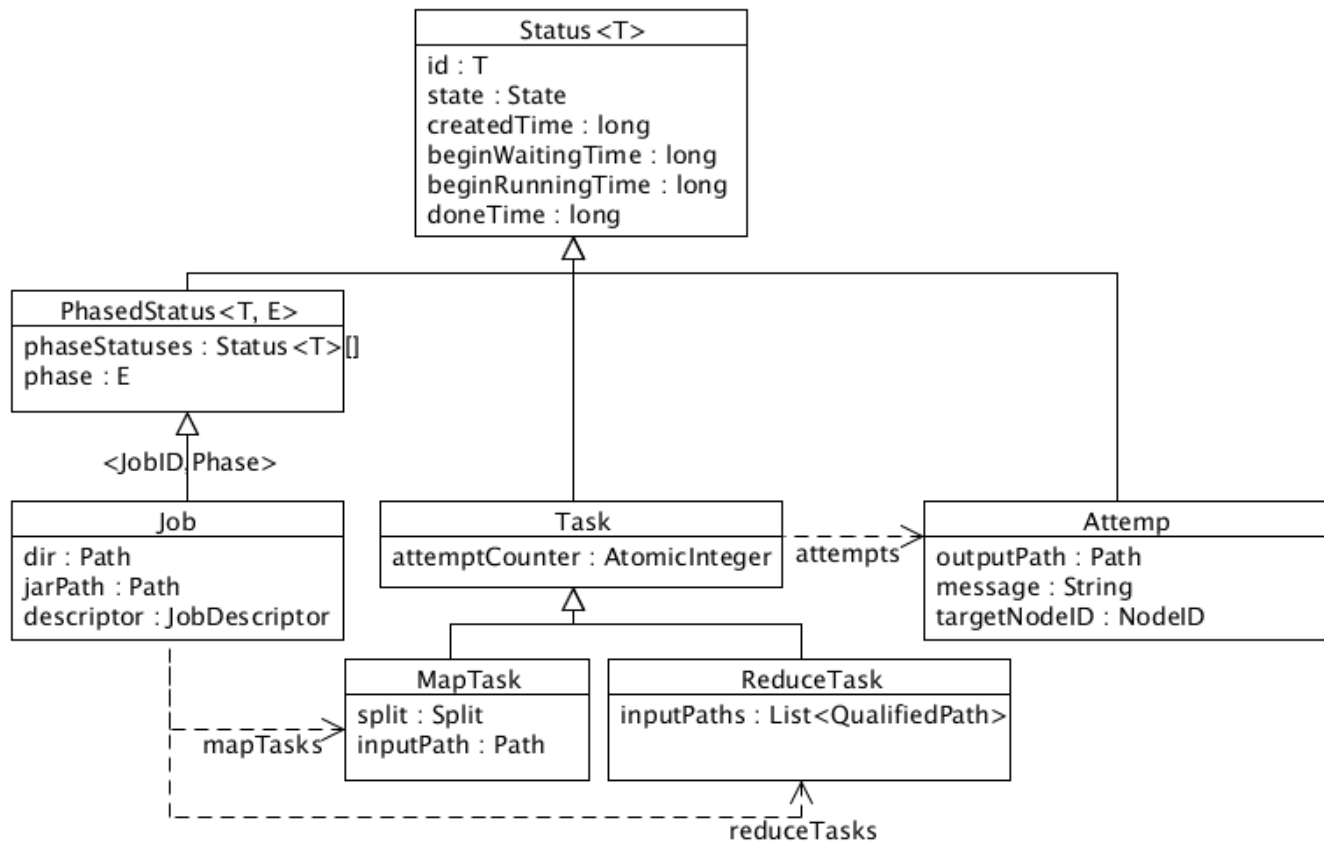 Status<T>
id : T
state : State
createdTime : long
beginWaitingTime : long
beginRunningTime : long
doneTime : long
PhasedStatus<T, E>
phaseStatuses : Status<T>[]
phase : E
<JobID,Phase>
Job
dir : Path
jarPath : Path
descriptor : JobDescriptor
Task
attemptCounter : AtomicInteger
attempts
Attemp
outputPath : Path
message : String
targetNodeID : NodeID
mapTasks
MapTask
split : Split
inputPath : Path
ReduceTask
inputPaths : List<QualifiedPath>
reduceTasks